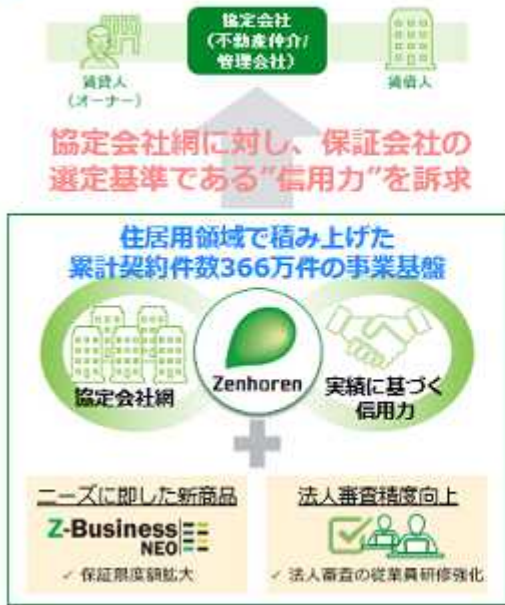 協定会社
(不動産仲介/
管理会社)
賃貸人
(オーナー)
賃借人
協定会社網に対し、保証会社の
選定基準である"信用力"を訴求
住居用領域で積み上げた
累計契約件数366万件の事業基盤
協定会社網
Zenhoren
実績に基づく
信用力
ニーズに即した新商品
Z-Business
NEO
✓ 保証限度額拡大
法人審査精度向上
✓ 法人審査の従業員研修強化